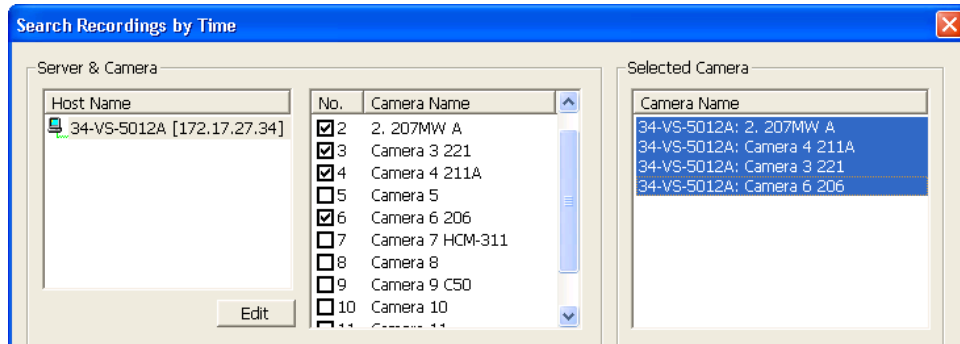 Search Recordings by Time
Server & Camera
Host Name
34-VS-5012A [172.17.27.34]
Edit
No. Camera Name
2 2. 207MW A
3 Camera 3 221
4 Camera 4 211A
5 Camera 5
6 Camera 6 206
7 Camera 7 HCM-311
8 Camera 8
9 Camera 9 C50
10 Camera 10
Selected Camera
Camera Name
34-VS-5012A: 2. 207MW A
34-VS-5012A: Camera 4 211A
34-VS-5012A: Camera 3 221
34-VS-5012A: Camera 6 206